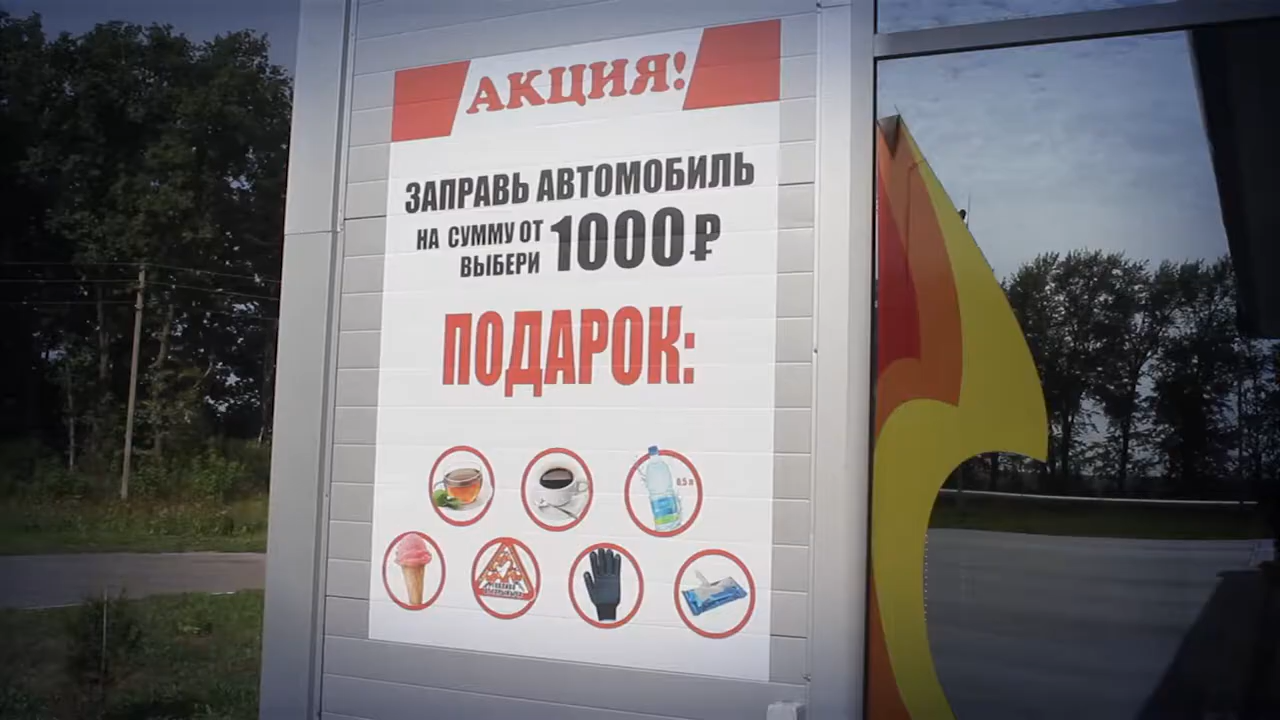 АКЦИЯ!
ЗАПРАВЬ АВТОМОБИЛЬ
НА СУММУ ОТ 1000₽
ВЫБЕРИ
ПОДАРОК:
0,5 л